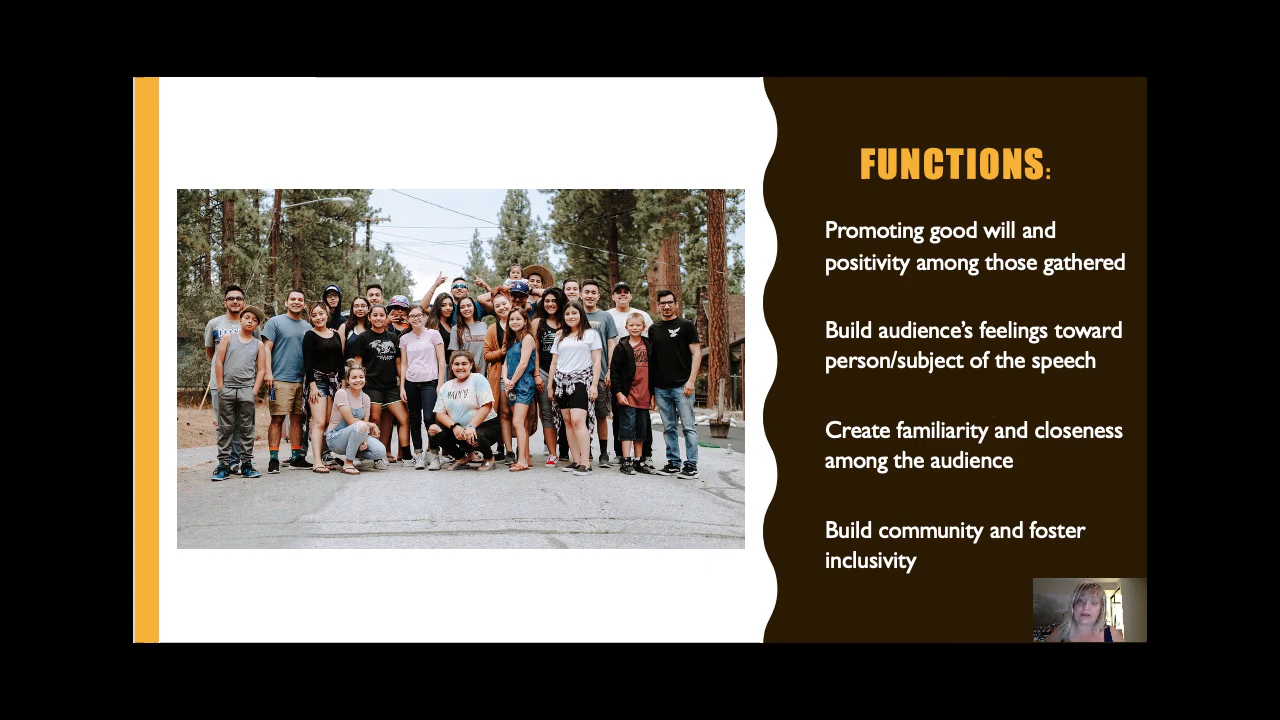 FUNCTIONS:
Promoting good will and
positivity among those gathered
Build audience's feelings toward
person/subject of the speech
Create familiarity and closeness
among the audience
Build community and foster
inclusivity